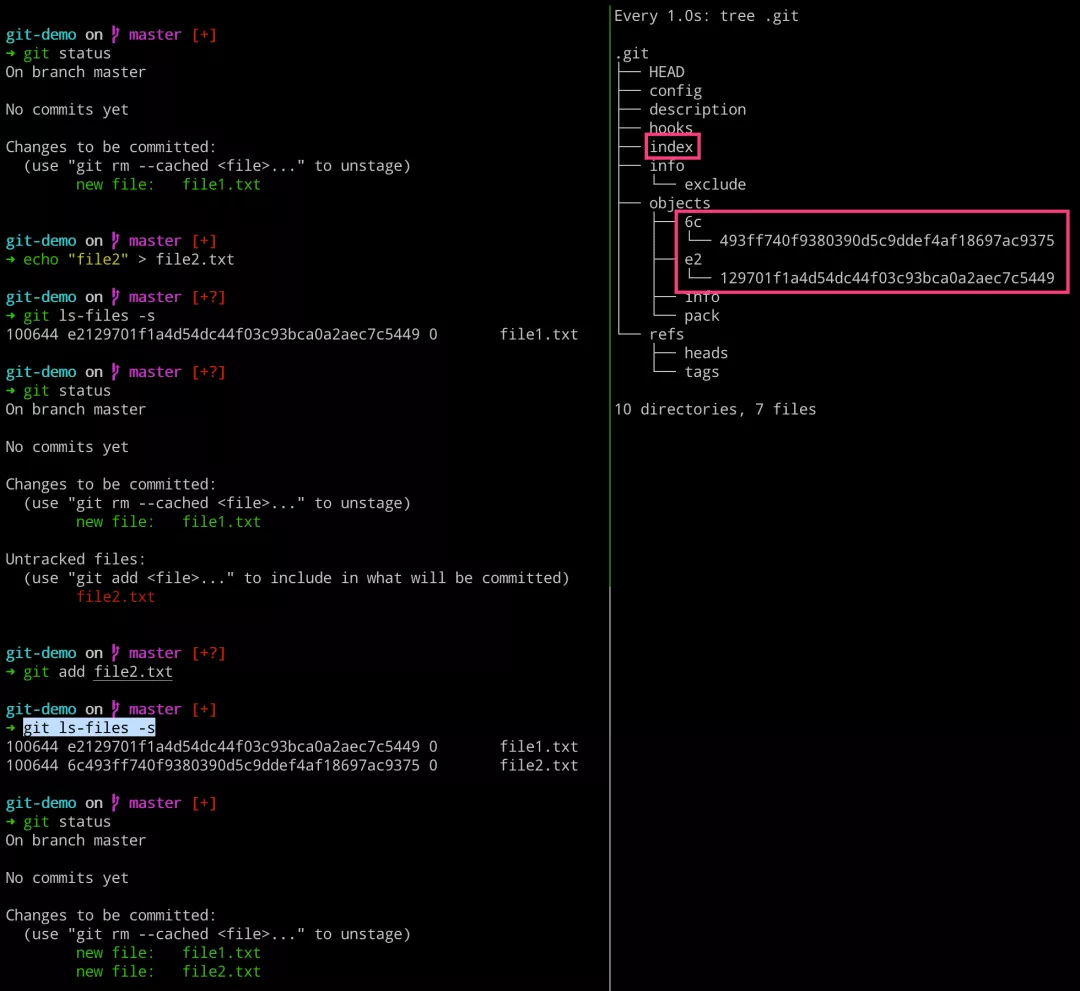 git-demo on master [+]
➜ git status
On branch master
No commits yet
Changes to be committed:
(use "git rm --cached <file>..." to unstage)
new file:   file1.txt
git-demo on master [+]
➜ echo "file2" > file2.txt
git-demo on master [+?]
➜ git ls-files -s
100644 e2129701f1a4d54dc44f03c93bca0a2aec7c5449 0       file1.txt
git-demo on master [+?]
➜ git status
On branch master
No commits yet
Changes to be committed:
(use "git rm --cached <file>..." to unstage)
new file:   file1.txt
Untracked files:
(use "git add <file>..." to include in what will be committed)
file2.txt
git-demo on master [+?]
➜ git add file2.txt
git-demo on master [+]
➜ git ls-files -s
100644 e2129701f1a4d54dc44f03c93bca0a2aec7c5449 0       file1.txt
100644 6c493ff740f9380390d5c9ddef4af18697ac9375 0       file2.txt
git-demo on master [+]
➜ git status
On branch master
No commits yet
Changes to be committed:
(use "git rm --cached <file>..." to unstage)
new file:   file1.txt
new file:   file2.txt
Every 1.0s: tree .git
.git
├── HEAD
├── config
├── description
├── hooks
├── index
├── info
│   └── exclude
├── objects
│   ├── 6c
│   │   └── 493ff740f9380390d5c9ddef4af18697ac9375
│   ├── e2
│   │   └── 129701f1a4d54dc44f03c93bca0a2aec7c5449
│   ├── info
│   └── pack
└── refs
    ├── heads
    └── tags
10 directories, 7 files